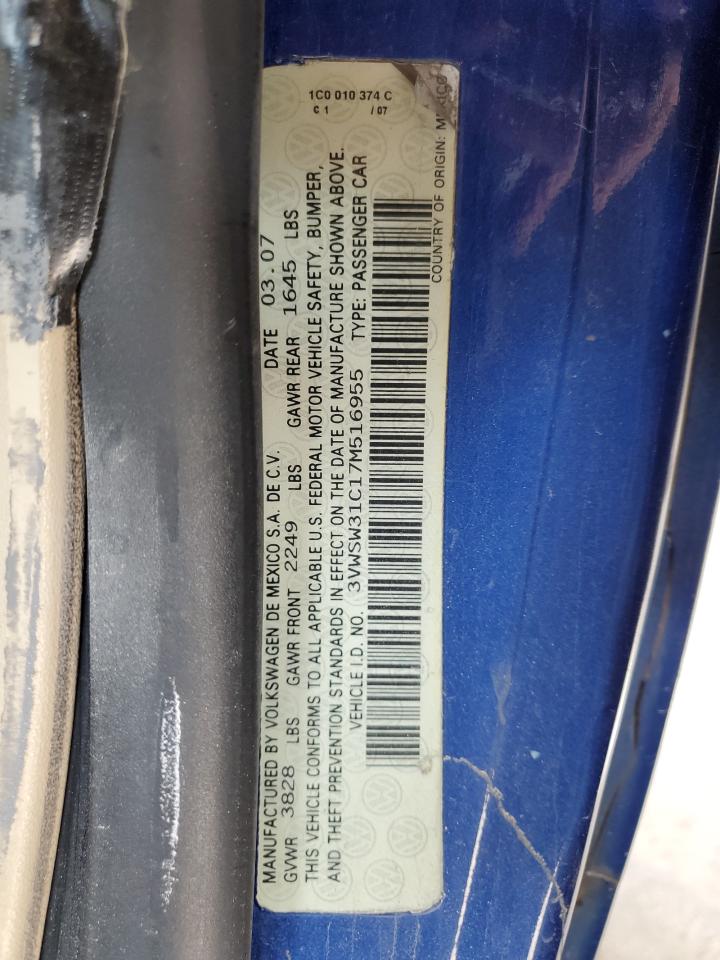 MANUFACTURED BY VOLKSWAGEN DE MEXICO S.A. DE C.V. DATE 03.07
GVWR 3828 LBS GAWR FRONT 2249 LBS GAWR REAR 1645 LBS
THIS VEHICLE CONFORMS TO ALL APPLICABLE U.S. FEDERAL MOTOR VEHICLE SAFETY, BUMPER,
AND THEFT PREVENTION STANDARDS IN EFFECT ON THE DATE OF MANUFACTURE SHOWN ABOVE.
VEHICLE I.D. NO. 3VWSW31C17M516955 TYPE: PASSENGER CAR
COUNTRY OF ORIGIN: MEXICO
1C0 010 374 C
C 1 / 07